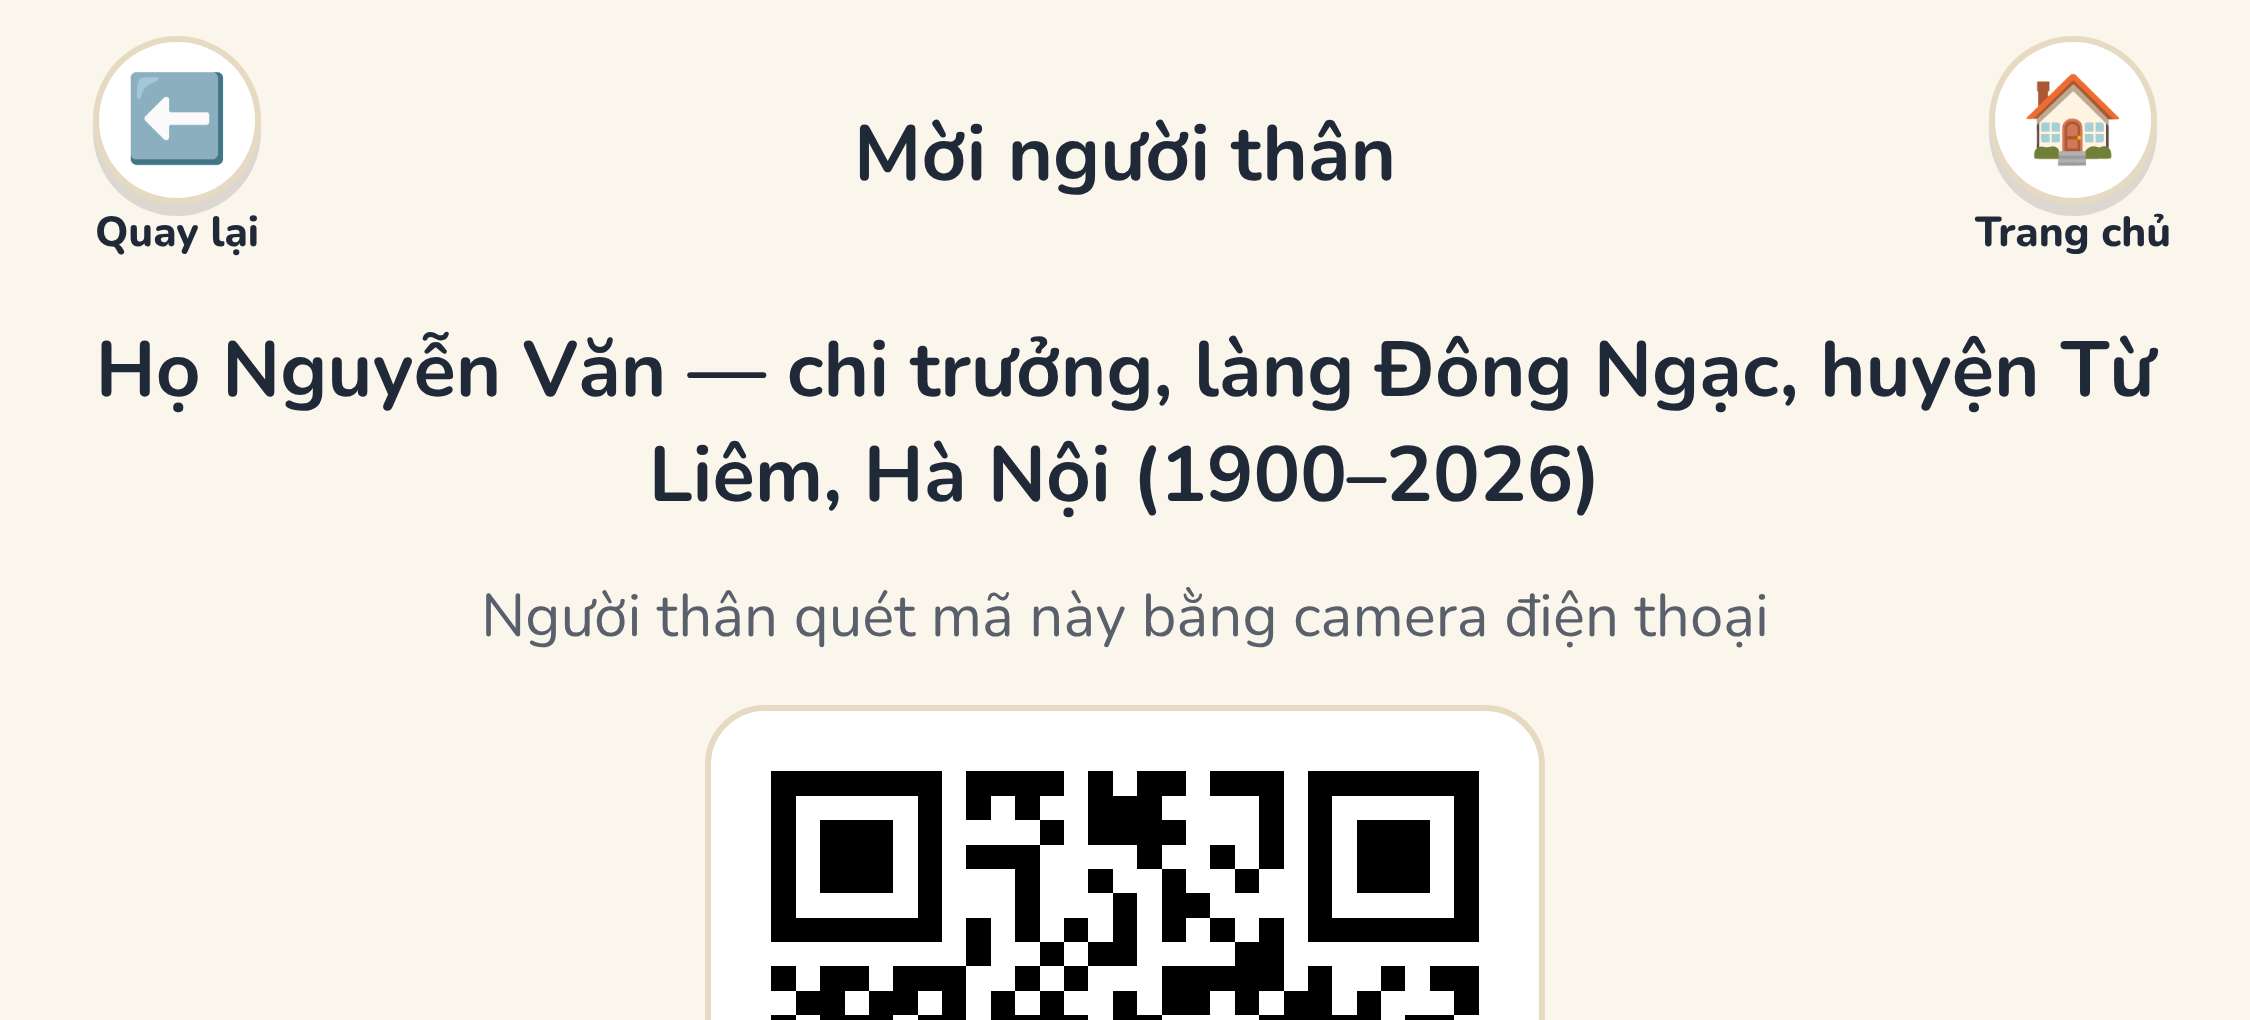 Mời người thân
Quay lại
Trang chủ
Họ Nguyễn Văn — chi trưởng, làng Đông Ngạc, huyện Từ
Liêm, Hà Nội (1900–2026)
Người thân quét mã này bằng camera điện thoại